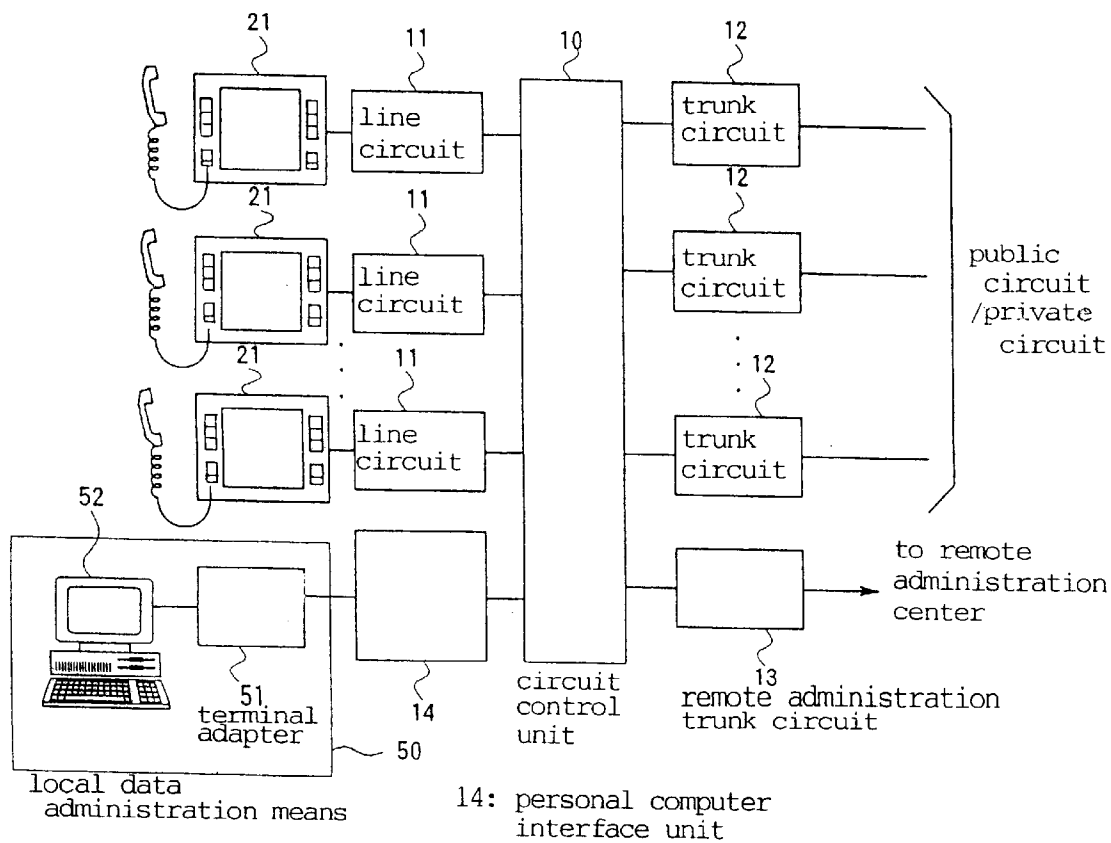 21
11
10
12
line
circuit
trunk
circuit
21
11
12
line
circuit
trunk
circuit
public
circuit
/private
circuit
21
11
12
line
circuit
trunk
circuit
52
to remote
administration
center
51
terminal
adapter
14
circuit
control
unit
13
remote administration
trunk circuit
50
local data
administration means
14: personal computer
interface unit